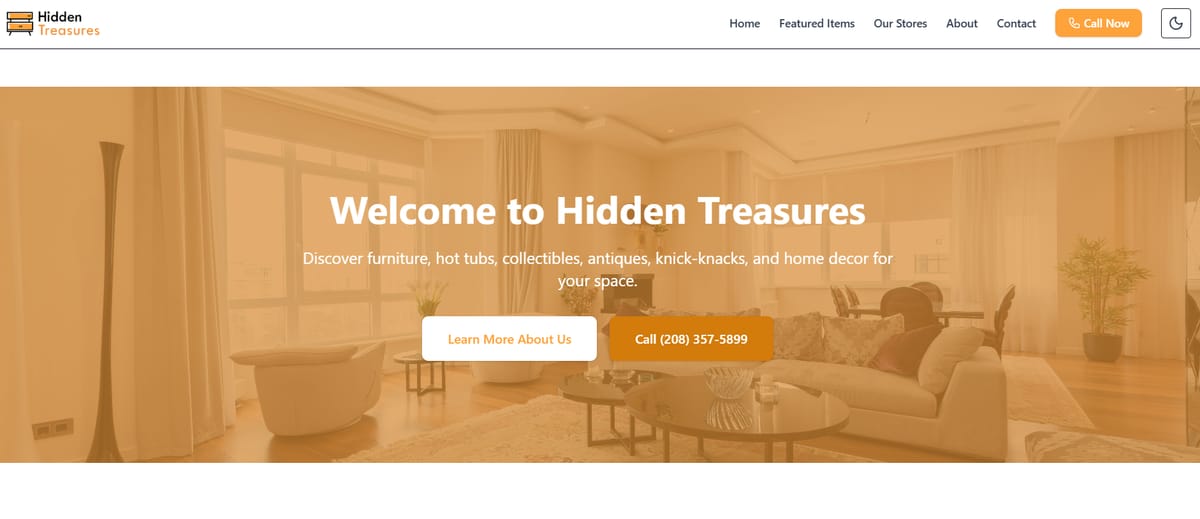 Hidden
Treasures
Home
Featured Items
Our Stores
About
Contact
Call Now
Welcome to Hidden Treasures
Discover furniture, hot tubs, collectibles, antiques, knick-knacks, and home decor for
your space.
Learn More About Us
Call (208) 357-5899